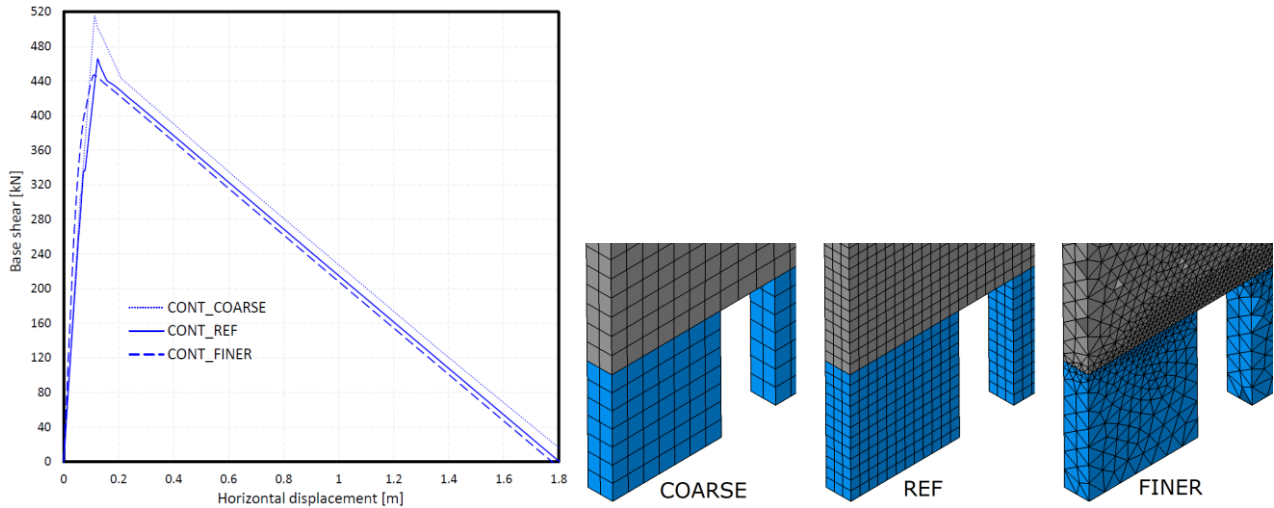 520
480
440
400
360
320
280
240
200
160
120
80
40
0
Base shear [kN]
CONT_COARSE
CONT_REF
CONT_FINER
0 0.2 0.4 0.6 0.8 1 1.2 1.4 1.6 1.8
Horizontal displacement [m]
COARSE
REF
FINER